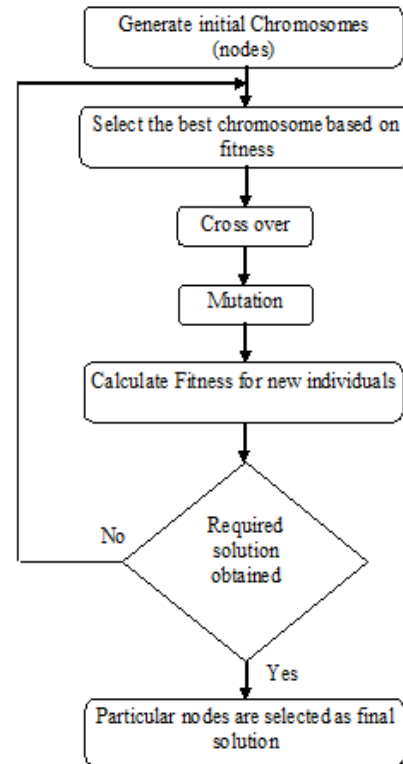 Generate initial Chromosomes
(nodes)
Select the best chromosome based on
fitness
Cross over
Mutation
Calculate Fitness for new individuals
No
Required
solution
obtained
Yes
Particular nodes are selected as final
solution